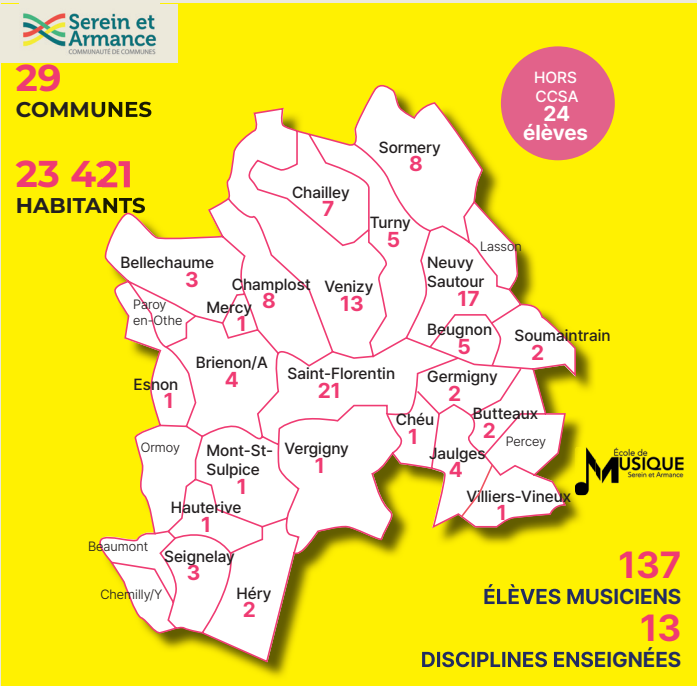 Serein et
Armance
COMMUNAUTÉ DE COMMUNES
29
COMMUNES
23 421
HABITANTS
HORS
CCSA
24
élèves
Sormery
8
Chailley
7
Turny
5
Lasson
Bellechaume
3
Neuvy
Sautour
17
Champlost
8
Venizy
13
Paroy
en-Othe
Mercy
1
Beugnon
5
Soumaintrain
2
Brienon/A
4
Saint-Florentin
21
Germigny
2
Esnon
1
Chéu
1
Butteaux
2
Percey
Ormoy
Mont-St-
Sulpice
1
Vergigny
1
Jaulges
4
École de
MUSIQUE
Serein et Armance
Villiers-Vineux
1
Hauterive
1
Beaumont
Seignelay
3
Chemilly/Y
Héry
2
137
ÉLÈVES MUSICIENS
13
DISCIPLINES ENSEIGNÉES